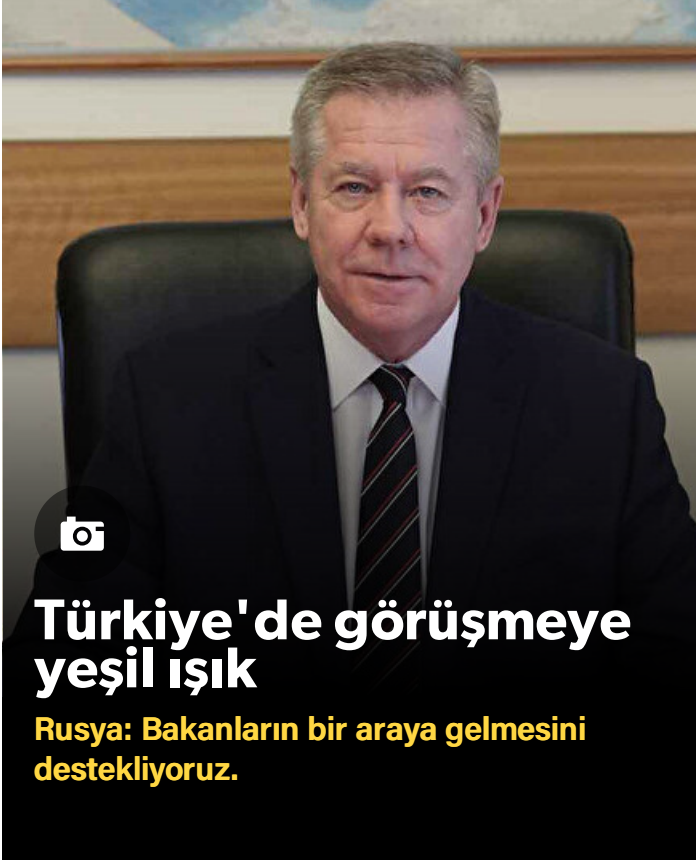 Türkiye'de görüşmeye
yeşil ışık
Rusya: Bakanların bir araya gelmesini
destekliyoruz.